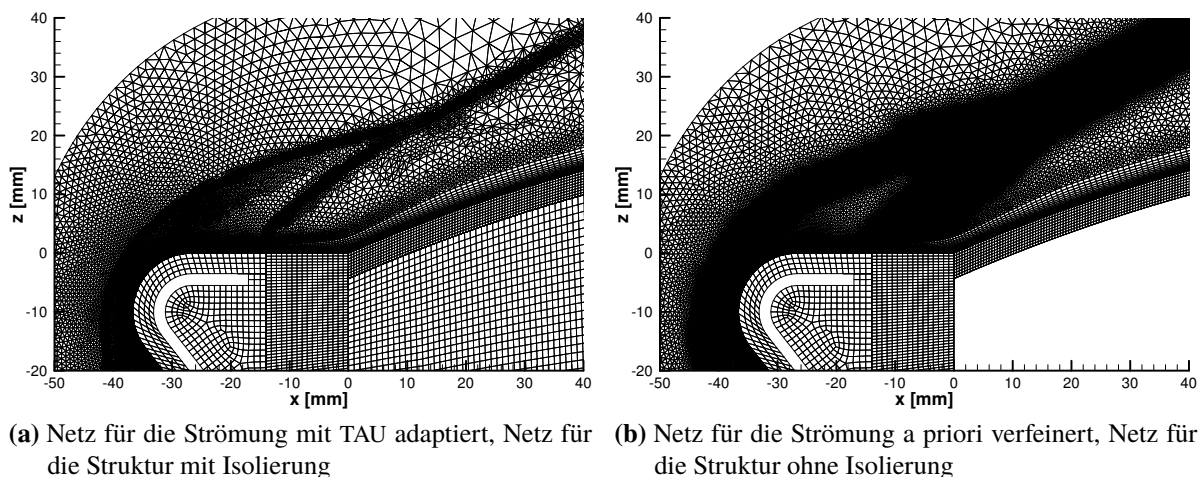 40
30
20
10
0
-10
-20
z [mm]
-50 -40 -30 -20 -10 0 10 20 30 40
x [mm]
40
30
20
10
0
-10
-20
z [mm]
-50 -40 -30 -20 -10 0 10 20 30 40
x [mm]
(a) Netz für die Strömung mit TAU adaptiert, Netz für
die Struktur mit Isolierung
(b) Netz für die Strömung a priori verfeinert, Netz für
die Struktur ohne Isolierung